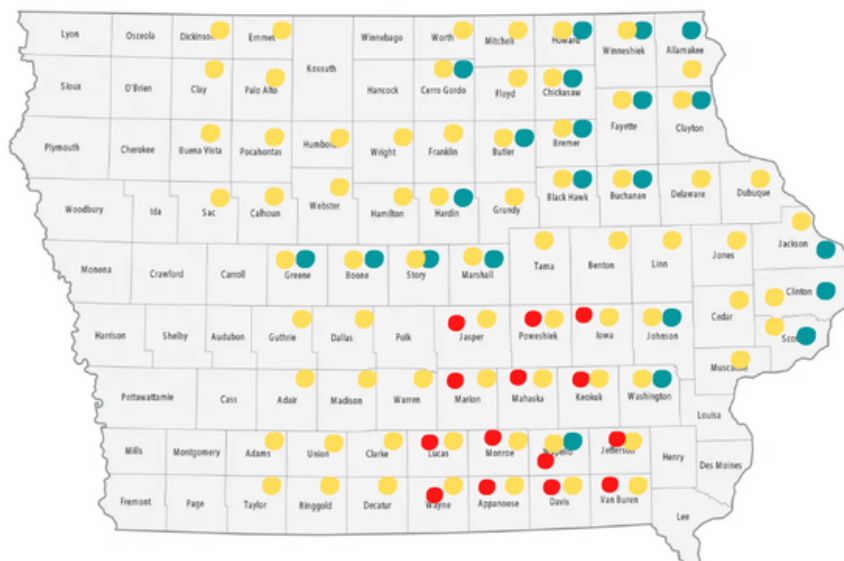 Lyon
Osceola
Dickinson
Emmet
Winnebago
Worth
Mitchell
Howard
Winneshiek
Allamakee
Kossuth
Sioux
O'Brien
Clay
Palo Alto
Hancock
Cerro Gordo
Floyd
Chickasaw
Fayette
Clayton
Plymouth
Cherokee
Buena Vista
Pocahontas
Humboldt
Wright
Franklin
Butler
Bremer
Woodbury
Ida
Sac
Calhoun
Webster
Hamilton
Hardin
Grundy
Black Hawk
Buchanan
Delaware
Dubuque
Monona
Crawford
Carroll
Greene
Boone
Story
Marshall
Tama
Benton
Linn
Jones
Jackson
Clinton
Cedar
Harrison
Shelby
Audubon
Guthrie
Dallas
Polk
Jasper
Poweshiek
Iowa
Johnson
Scott
Muscatine
Pottawattamie
Cass
Adair
Madison
Warren
Marion
Mahaska
Keokuk
Washington
Louisa
Mills
Montgomery
Adams
Union
Clarke
Lucas
Monroe
Wapello
Jefferson
Henry
Des Moines
Fremont
Page
Taylor
Ringgold
Decatur
Wayne
Appanoose
Davis
Van Buren
Lee